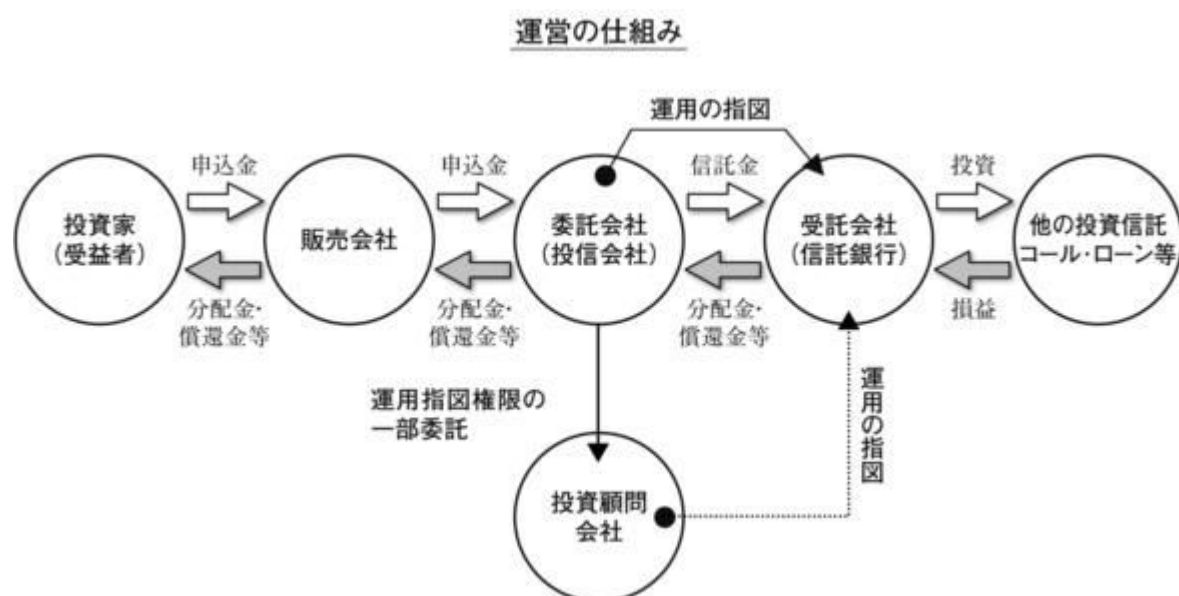 運営の仕組み
運用の指図
申込金
申込金
信託金
投資
投資家
(受益者)
販売会社
委託会社
(投信会社)
受託会社
(信託銀行)
他の投資信託
コール・ローン等
分配金・
償還金等
分配金・
償還金等
分配金・
償還金等
損益
運用指図権限の
一部委託
運用の指図
投資顧問
会社